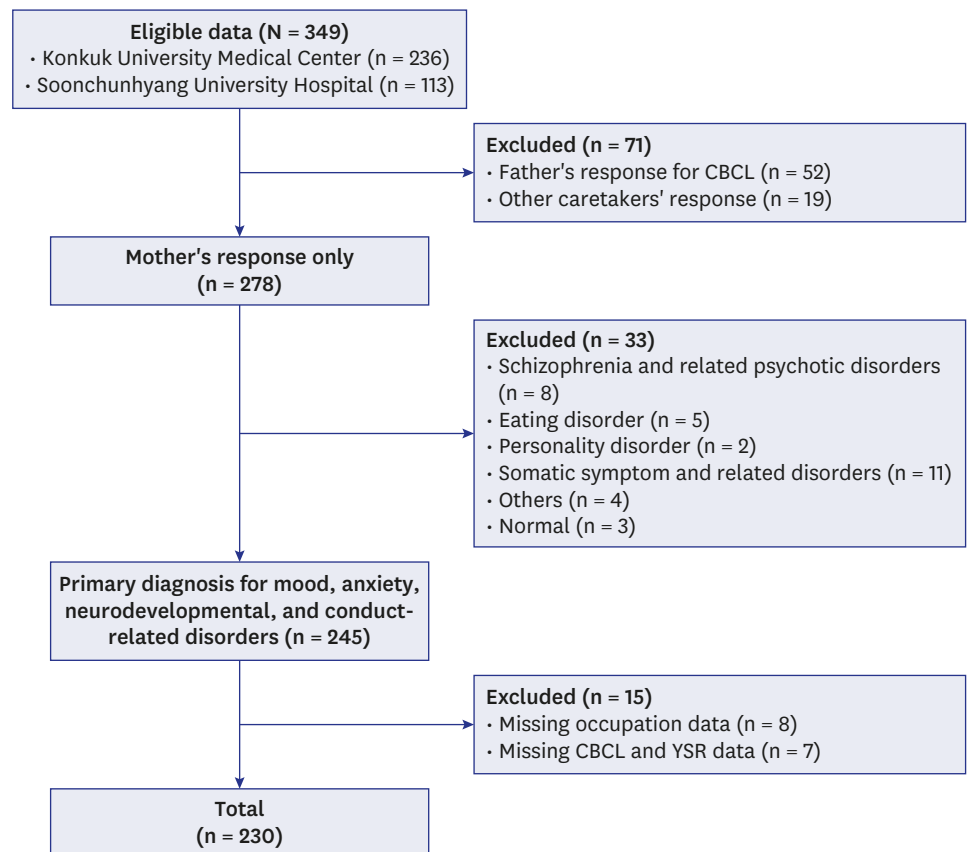 Eligible data (N = 349)
• Konkuk University Medical Center (n = 236)
• Soonchunhyang University Hospital (n = 113)
Excluded (n = 71)
• Father's response for CBCL (n = 52)
• Other caretakers' response (n = 19)
Mother's response only
(n = 278)
Excluded (n = 33)
• Schizophrenia and related psychotic disorders
(n = 8)
• Eating disorder (n = 5)
• Personality disorder (n = 2)
• Somatic symptom and related disorders (n = 11)
• Others (n = 4)
• Normal (n = 3)
Primary diagnosis for mood, anxiety,
neurodevelopmental, and conduct-
related disorders (n = 245)
Excluded (n = 15)
• Missing occupation data (n = 8)
• Missing CBCL and YSR data (n = 7)
Total
(n = 230)